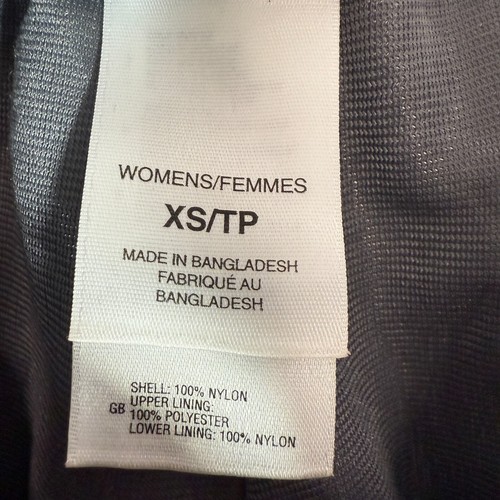 WOMENS/FEMMES
XS/TP
MADE IN BANGLADESH
FABRIQUÉ AU
BANGLADESH
SHELL: 100% NYLON
UPPER LINING:
GB 100% POLYESTER
LOWER LINING: 100% NYLON